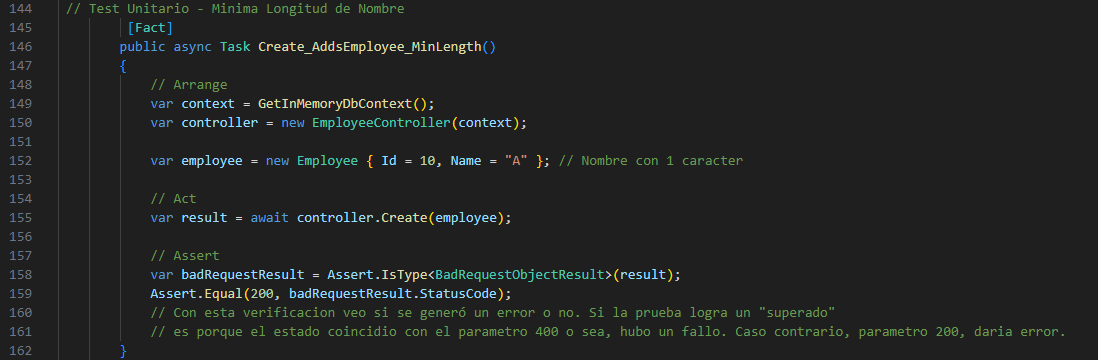 144 // Test Unitario - Minima Longitud de Nombre
145 [Fact]
146 public async Task Create_AddsEmployee_MinLength()
147 {
148 // Arrange
149 var context = GetInMemoryDbContext();
150 var controller = new EmployeeController(context);
151
152 var employee = new Employee { Id = 10, Name = "A" }; // Nombre con 1 caracter
153
154 // Act
155 var result = await controller.Create(employee);
156
157 // Assert
158 var badRequestResult = Assert.IsType<BadRequestObjectResult>(result);
159 Assert.Equal(200, badRequestResult.StatusCode);
160 // Con esta verificacion veo si se generó un error o no. Si la prueba logra un "superado"
161 // es porque el estado coincidio con el parametro 400 o sea, hubo un fallo. Caso contrario, parametro 200, daria error.
162 }